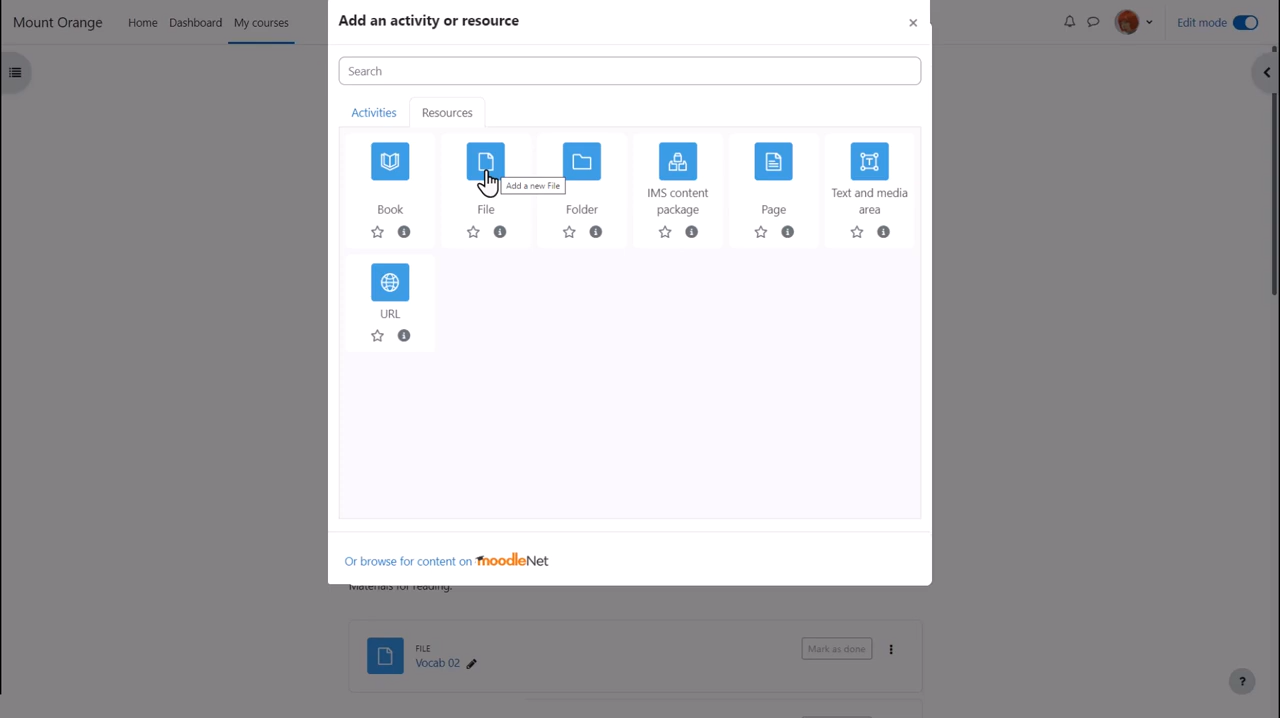 Mount Orange
Home
Dashboard
My courses
Edit mode
Add an activity or resource
×
Search
Activities
Resources
Add a new File
Book
File
Folder
IMS content
package
Page
Text and media
area
URL
Or browse for content on moodleNet
Materials for reading.
FILE
Vocab 02
Mark as done
?